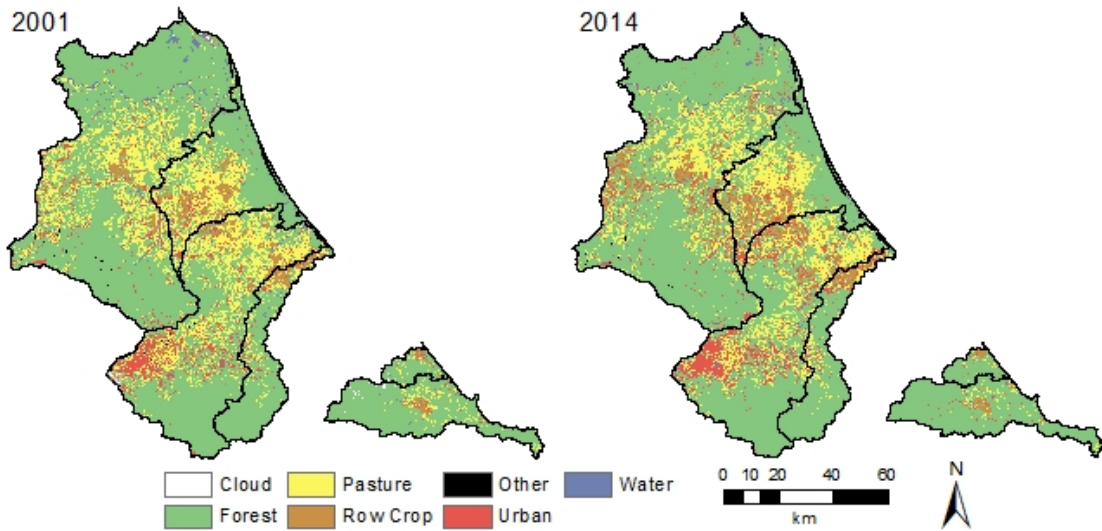 2001
2014
Cloud Pasture Other Water
Forest Row Crop Urban
0 10 20 40 60
km
N